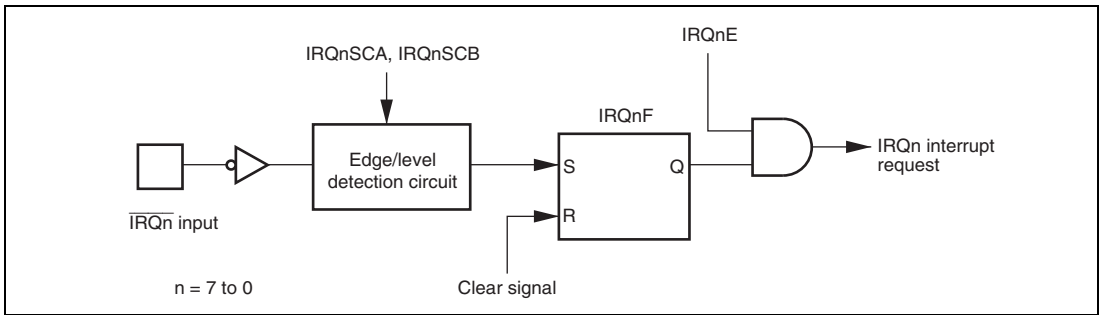 IRQnE
IRQnSCA, IRQnSCB
IRQnF
Edge/level
detection circuit
S
Q
R
IRQn interrupt
request
IRQn input
n = 7 to 0
Clear signal